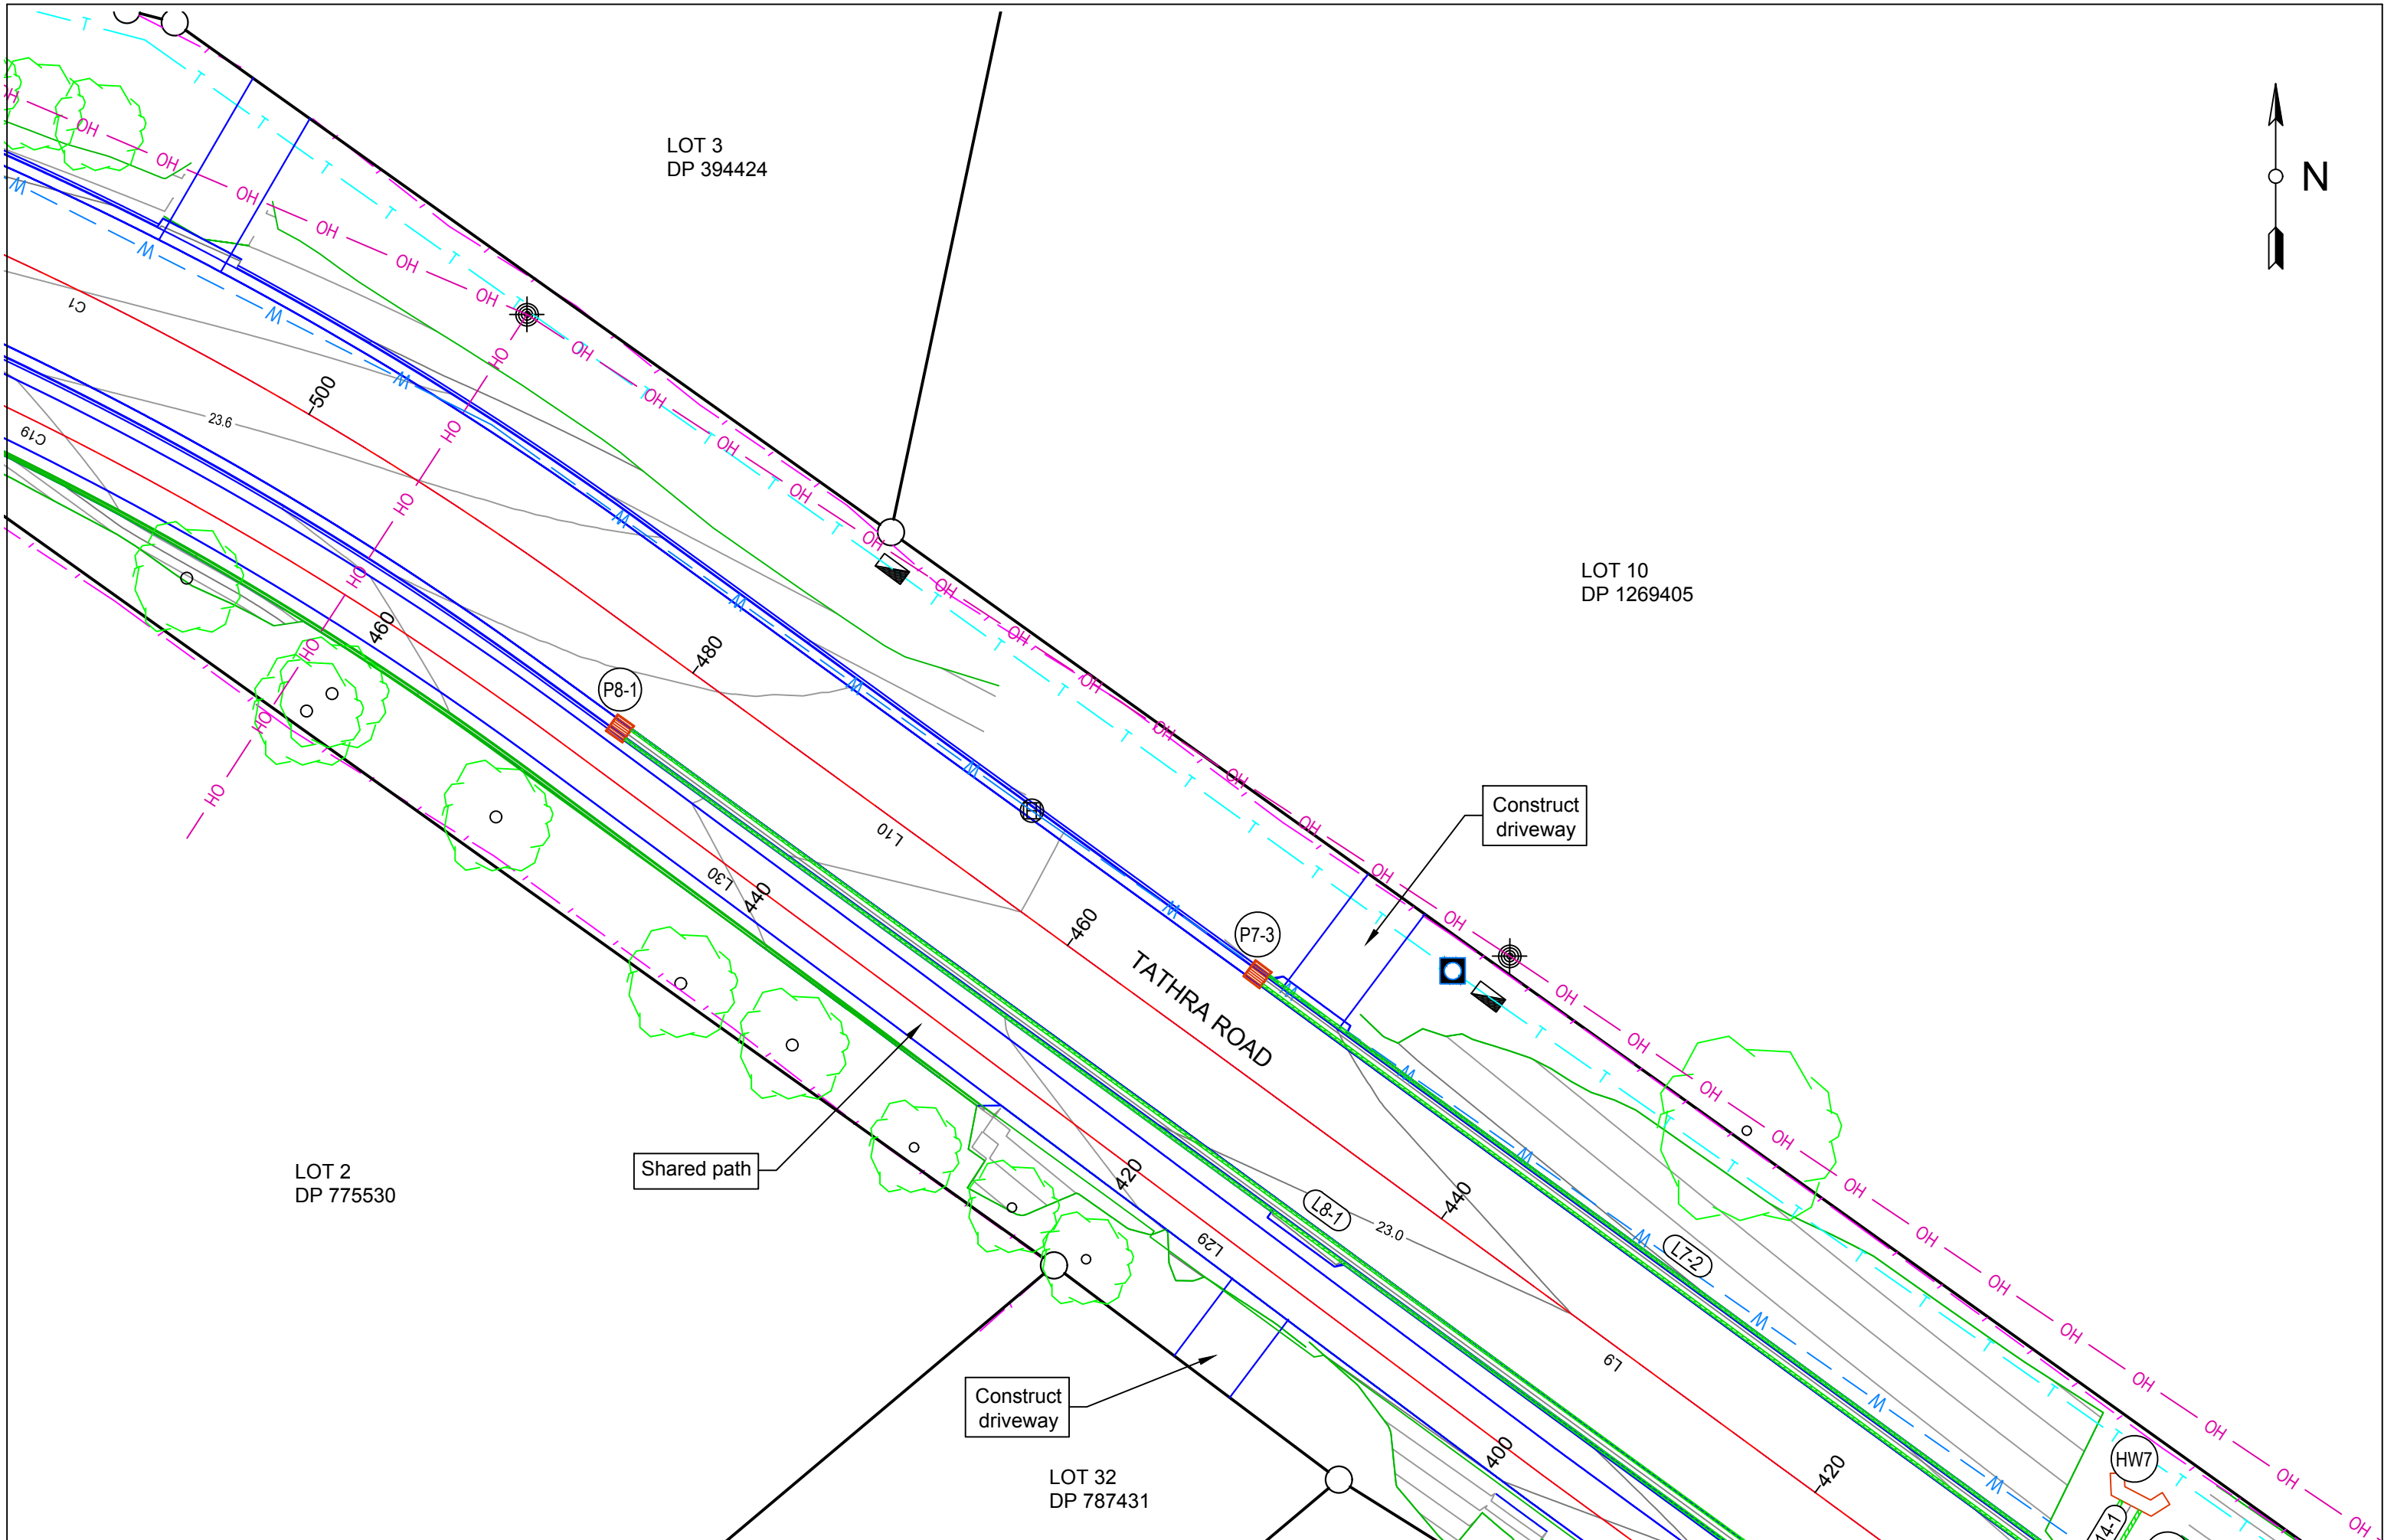 LOT 3
DP 394424
N
C1
500
23.6
C19
LOT 10
DP 1269405
460
480
P8-1
Construct
driveway
L10
L30
440
460
P7-3
TATHRA ROAD
LOT 2
DP 775530
Shared path
420
L8-1
23.0
440
L29
L7-2
L9
Construct
driveway
400
420
HW7
LOT 32
DP 787431
OH
T
W